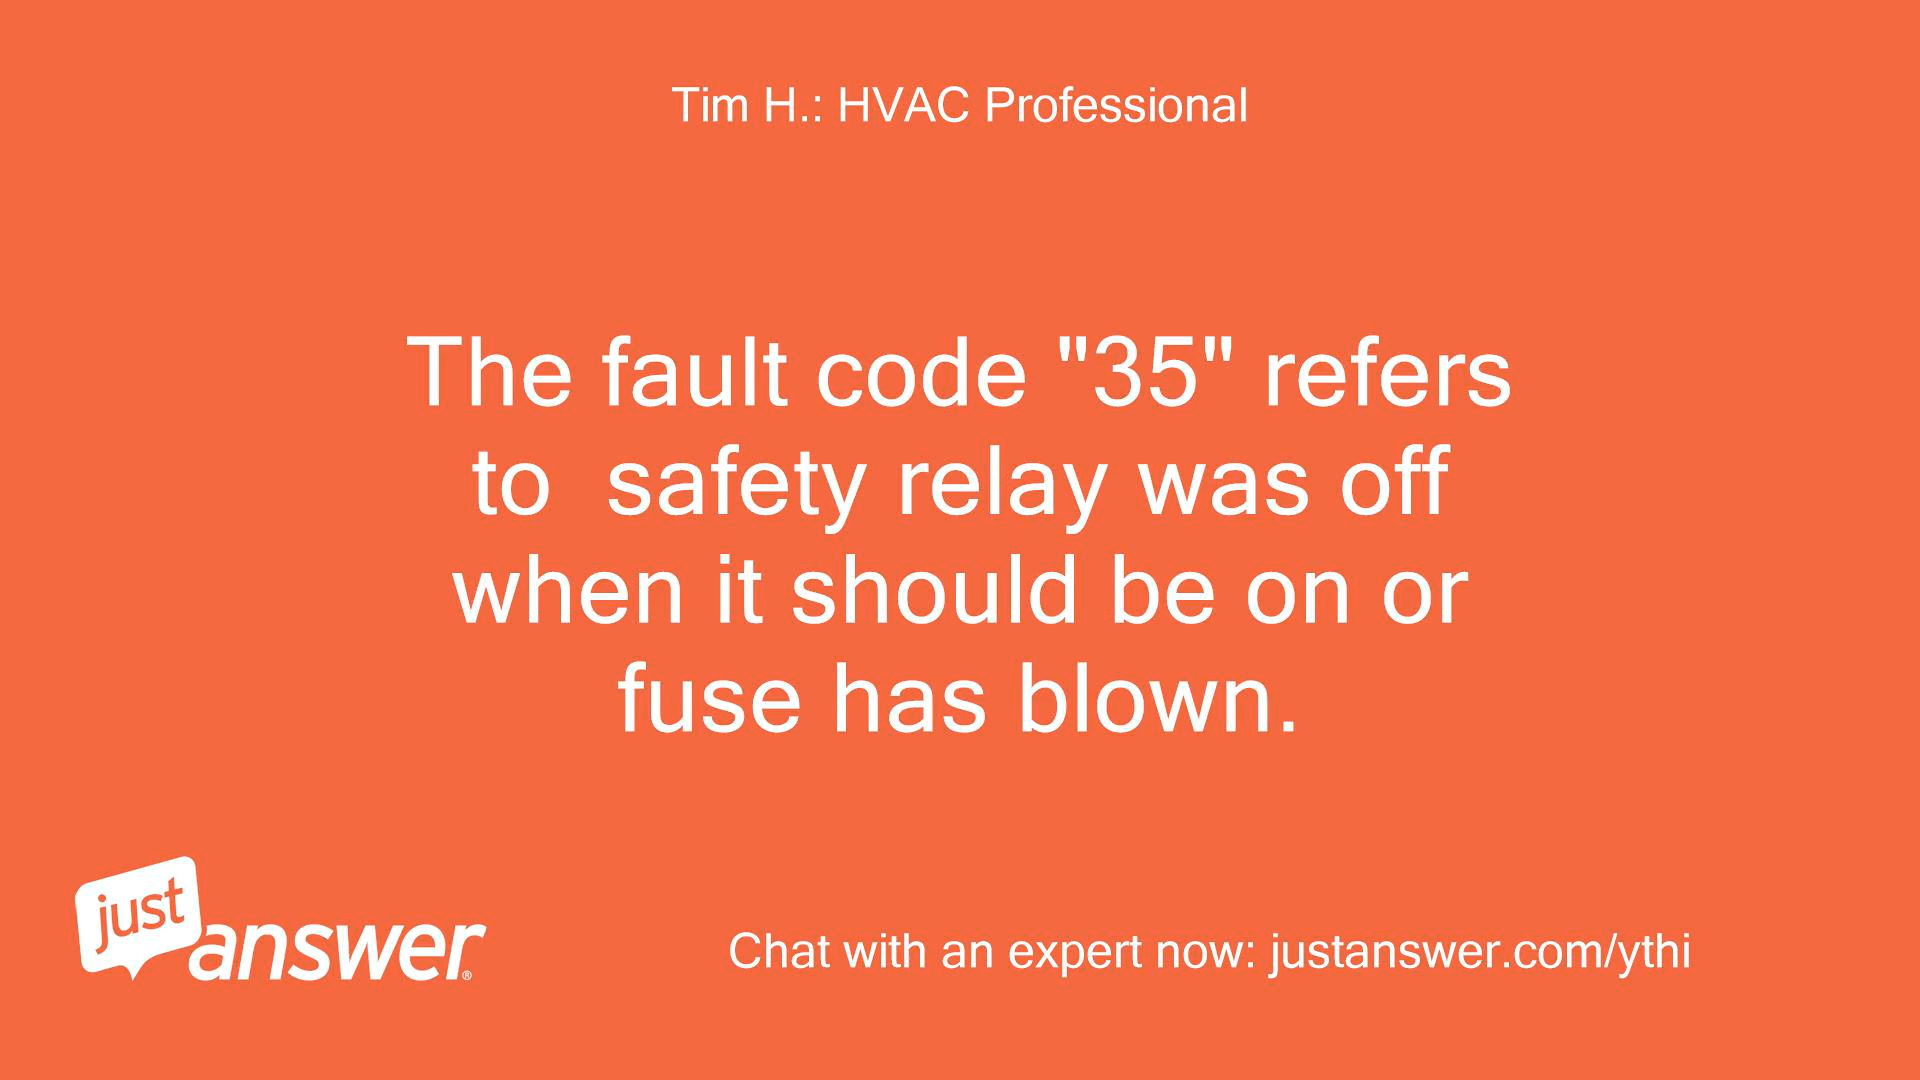 Tim H.: HVAC Professional
The fault code "35" refers
to  safety relay was off
when it should be on or
fuse has blown.
just
answer®
Chat with an expert now: justanswer.com/ythi